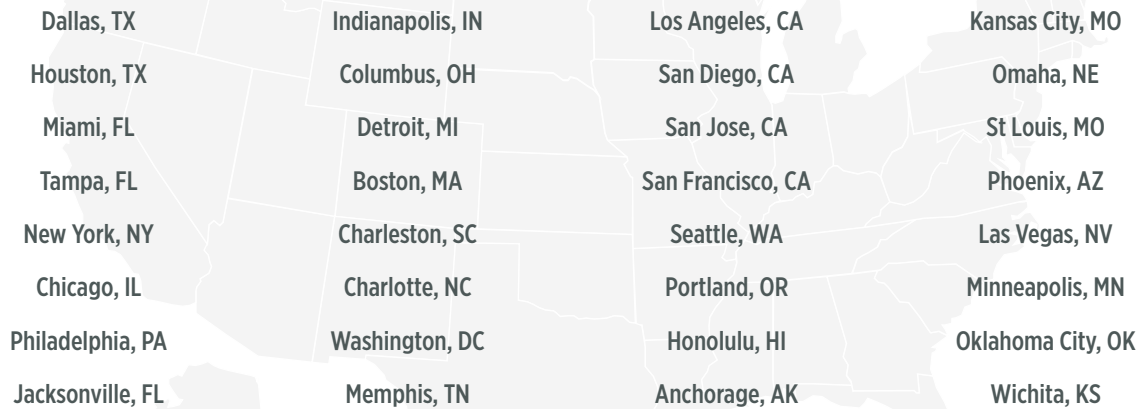 Dallas, TX
Houston, TX
Miami, FL
Tampa, FL
New York, NY
Chicago, IL
Philadelphia, PA
Jacksonville, FL
Indianapolis, IN
Columbus, OH
Detroit, MI
Boston, MA
Charleston, SC
Charlotte, NC
Washington, DC
Memphis, TN
Los Angeles, CA
San Diego, CA
San Jose, CA
San Francisco, CA
Seattle, WA
Portland, OR
Honolulu, HI
Anchorage, AK
Kansas City, MO
Omaha, NE
St Louis, MO
Phoenix, AZ
Las Vegas, NV
Minneapolis, MN
Oklahoma City, OK
Wichita, KS